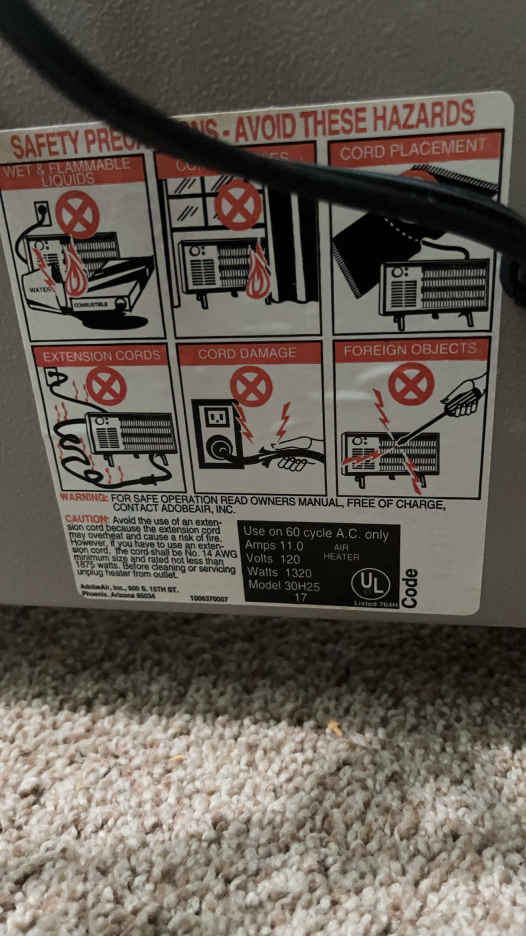 SAFETY PRECAUTIONS - AVOID THESE HAZARDS
WET & FLAMMABLE
LIQUIDS
CORD PLACEMENT
WATER
COMBUSTIBLE
EXTENSION CORDS
CORD DAMAGE
FOREIGN OBJECTS
WARNING: FOR SAFE OPERATION READ OWNERS MANUAL, FREE OF CHARGE,
CONTACT ADOBEAIR, INC.
CAUTION: Avoid the use of an exten-
sion cord because the extension cord
may overheat and cause a risk of fire.
However, if you have to use an exten-
sion cord, the cord shall be No. 14 AWG
minimum size and rated not less than
1875 watts. Before cleaning or servicing
unplug heater from outlet.
AdobeAir, Inc., 500 S. 15TH ST.
Phoenix, Arizona 85034 1006370007
Use on 60 cycle A.C. only
Amps 11.0 AIR
Volts 120 HEATER
Watts 1320
Model 30H25
17
UL
Listed 764H
Code